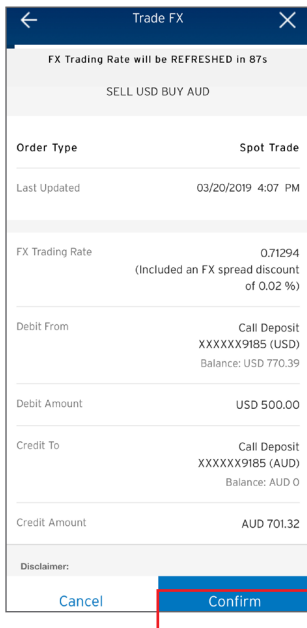 Trade FX
FX Trading Rate will be REFRESHED in 87s
SELL USD BUY AUD
Order Type Spot Trade
Last Updated 03/20/2019 4:07 PM
FX Trading Rate 0.71294
(Included an FX spread discount
of 0.02 %)
Debit From Call Deposit
XXXXXX9185 (USD)
Balance: USD 770.39
Debit Amount USD 500.00
Credit To Call Deposit
XXXXXX9185 (AUD)
Balance: AUD 0
Credit Amount AUD 701.32
Disclaimer:
Cancel Confirm